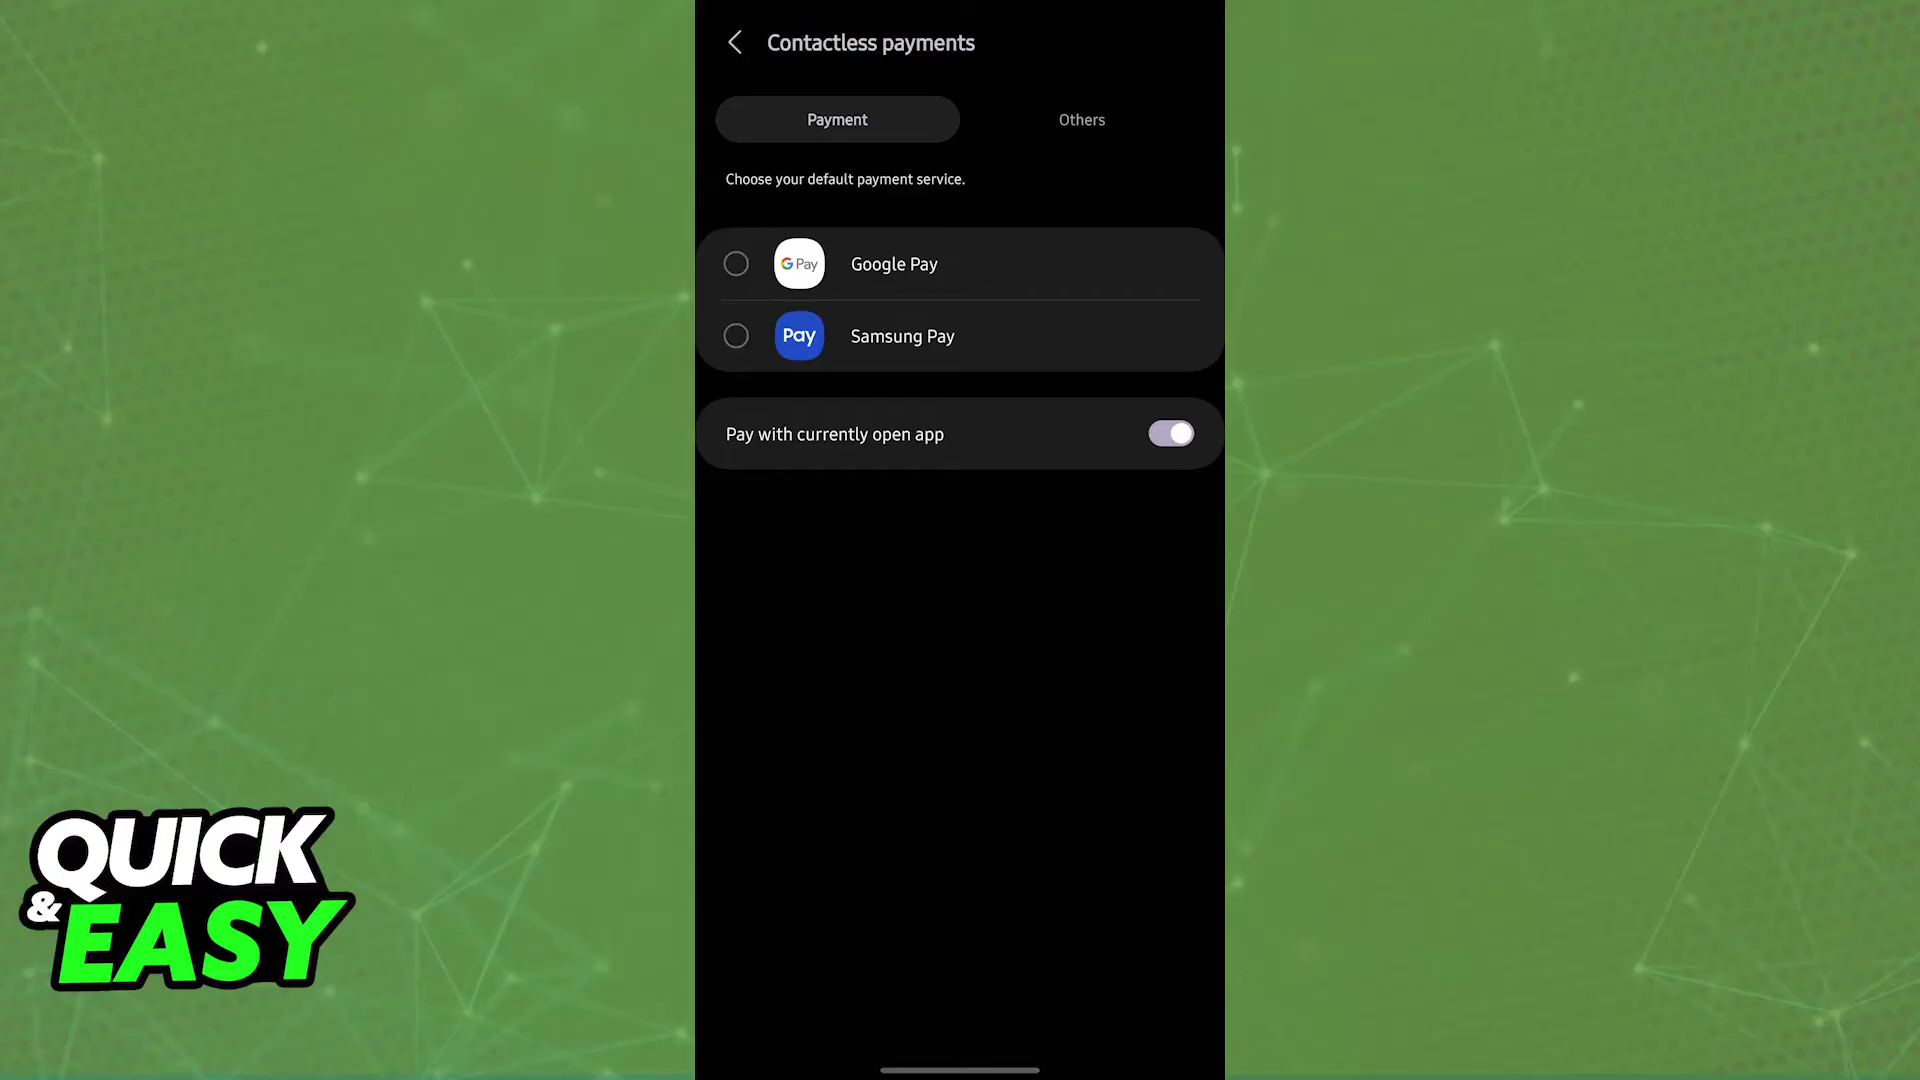 Contactless payments
Payment
Others
Choose your default payment service.
G Pay
Google Pay
Pay
Samsung Pay
Pay with currently open app
QUICK
& EASY